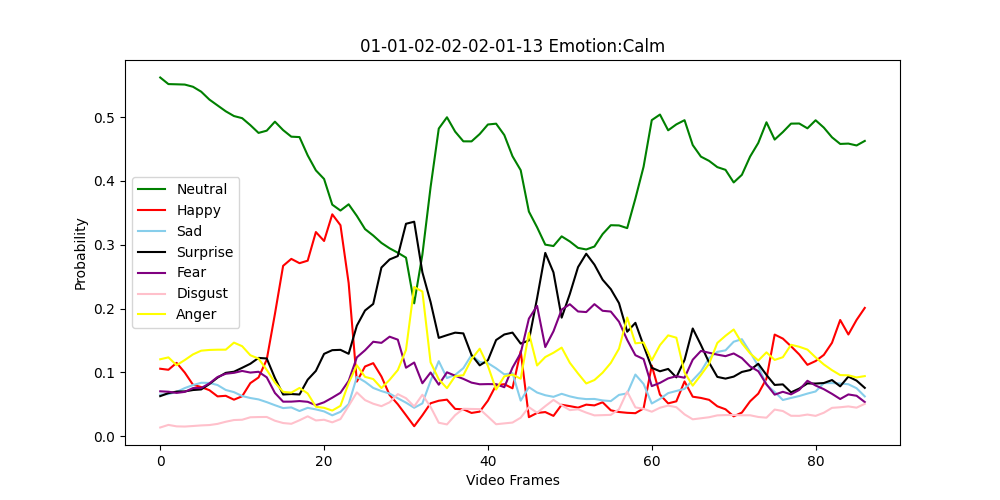 01-01-02-02-02-01-13 Emotion:Calm
Probability
0.5
0.4
0.3
0.2
0.1
0.0
Neutral
Happy
Sad
Surprise
Fear
Disgust
Anger
0 20 40 60 80
Video Frames